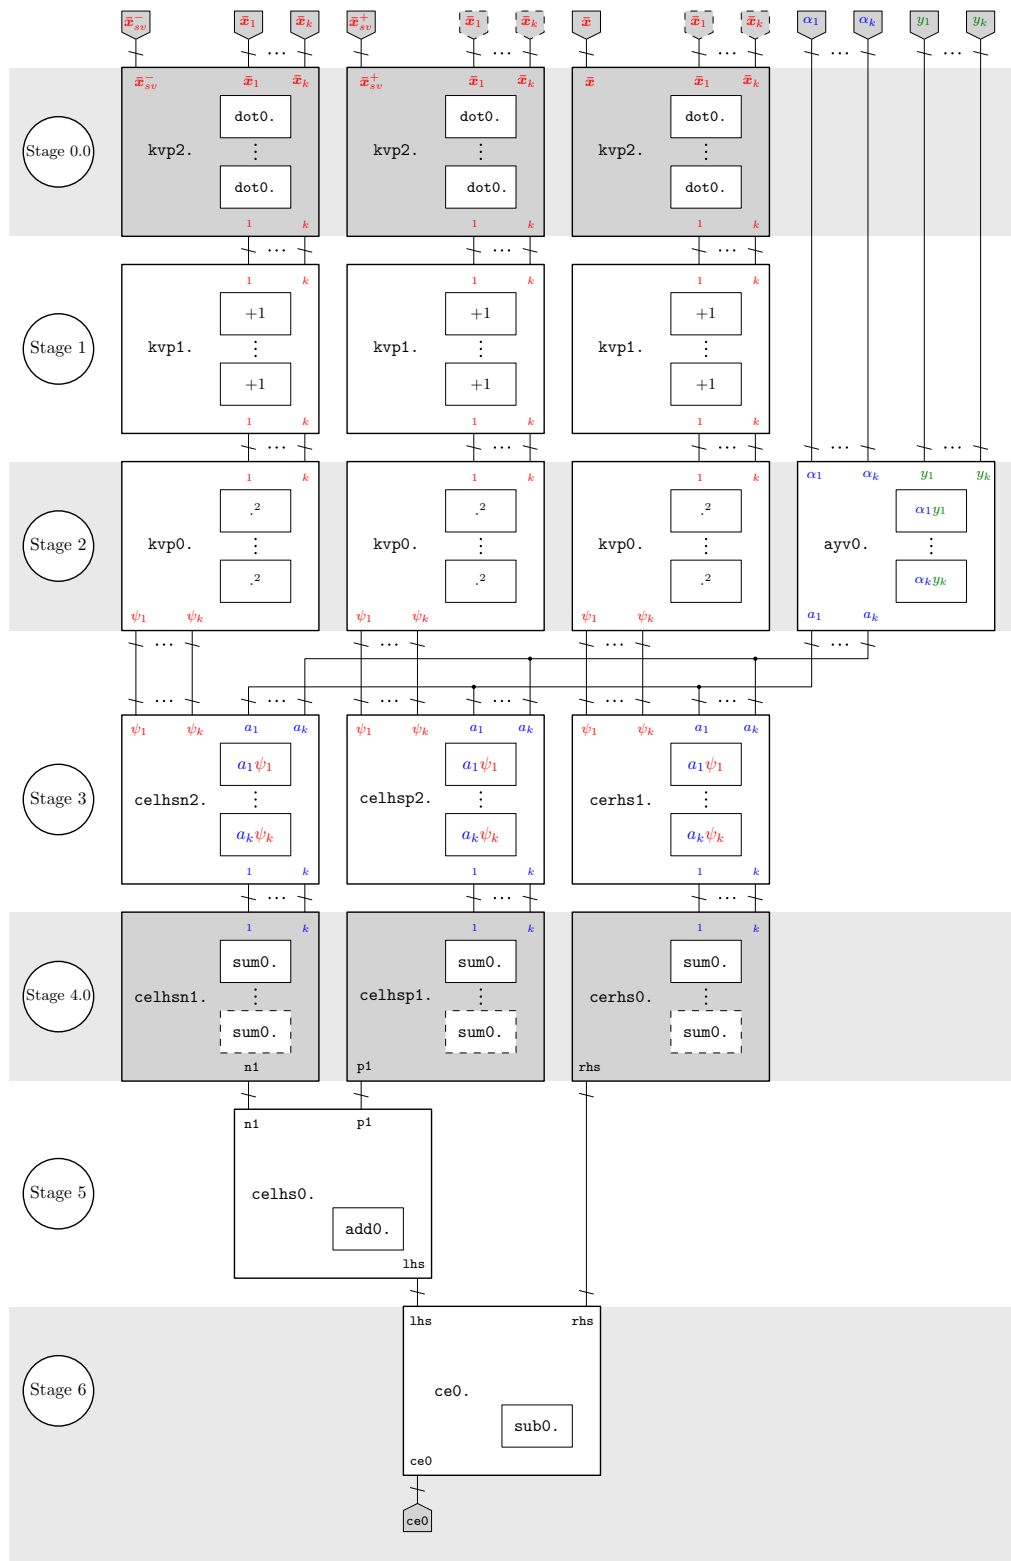 x̄⁻ₛᵥ x̄₁ ... x̄ₖ x̄⁺ₛᵥ x̄₁ ... x̄ₖ x̄ x̄₁ ... x̄ₖ α₁ ... αₖ y₁ ... yₖ
x̄⁻ₛᵥ x̄₁ x̄ₖ x̄⁺ₛᵥ x̄₁ x̄ₖ x̄ x̄₁ x̄ₖ
dot0. dot0. dot0.
Stage 0.0 kvp2. ⋮ kvp2. ⋮ kvp2. ⋮
dot0. dot0. dot0.
1 k 1 k 1 k
... ... ...
1 k 1 k 1 k
+1 +1 +1
Stage 1 kvp1. ⋮ kvp1. ⋮ kvp1. ⋮
+1 +1 +1
1 k 1 k 1 k
... ... ... ... ...
1 k 1 k 1 k α₁ αₖ y₁ yₖ
.² .² .² α₁y₁
Stage 2 kvp0. ⋮ kvp0. ⋮ kvp0. ⋮ ayv0. ⋮
.² .² .² αₖyₖ
ψ₁ ψₖ ψ₁ ψₖ ψ₁ ψₖ a₁ aₖ
... ... ... ...
... ... ... ... ... ...
ψ₁ ψₖ a₁ aₖ ψ₁ ψₖ a₁ aₖ ψ₁ ψₖ a₁ aₖ
a₁ψ₁ a₁ψ₁ a₁ψ₁
Stage 3 celhsn2. ⋮ celhsp2. ⋮ cerhs1. ⋮
aₖψₖ aₖψₖ aₖψₖ
1 k 1 k 1 k
... ... ...
1 k 1 k 1 k
sum0. sum0. sum0.
Stage 4.0 celhsn1. ⋮ celhsp1. ⋮ cerhs0. ⋮
sum0. sum0. sum0.
n1 p1 rhs
n1 p1
Stage 5 celhs0.
add0.
lhs
lhs rhs
Stage 6 ce0.
sub0.
ce0
ce0